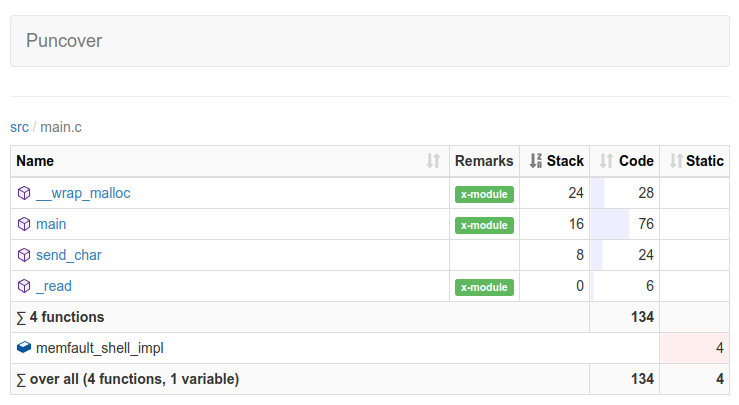 Puncover
src / main.c
Name Remarks Stack Code Static
__wrap_malloc x-module 24 28
main x-module 16 76
send_char 8 24
_read x-module 0 6
∑ 4 functions 134
memfault_shell_impl 4
∑ over all (4 functions, 1 variable) 134 4